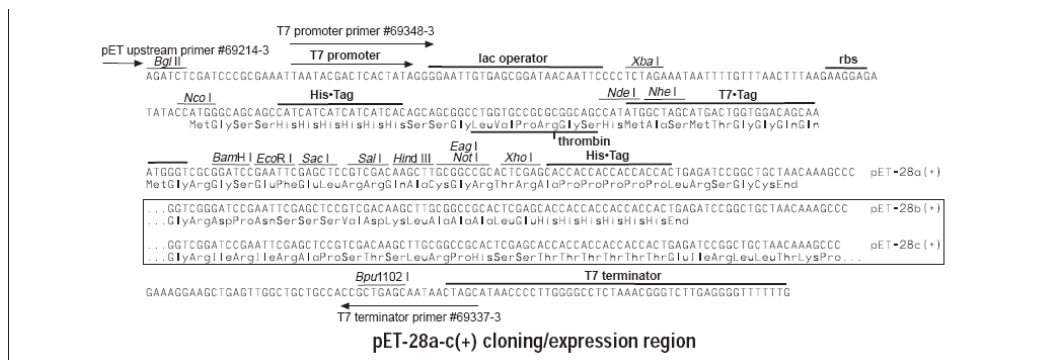 T7 promoter primer #69348-3
pET upstream primer #69214-3
Bgl II T7 promoter lac operator Xba I rbs
AGATCTCGATCCCGCGAAATTAATACGACTCACTATAGGGGAATTGTGAGCGGATAACAATTCCCCTCTAGAAATAATTTTGTTTAACTTTAAGAAGGAGA
Nco I His•Tag Nde I Nhe I T7•Tag
TATACCATGGGCAGCAGCCATCATCATCATCATCACAGCAGCGGCCTGGTGCCGCGCGGCAGCCATATGGCTAGCATGACTGGTGGACAGCAA
MetGlySerSerHisHisHisHisHisHisSerSerGlyLeuValProArgGlySerHisMetAlaSerMetThrGlyGlyGlnGln
thrombin
BamH I EcoR I Sac I Sal I Hind III Eag I Not I Xho I His•Tag
ATGGGTCGCGGATCCGAATTCGAGCTCCGTCGACAAGCTTGCGGCCGCACTCGAGCACCACCACCACCACCACTGAGATCCGGCTGCTAACAAAGCCC pET-28a(+)
MetGlyArgGlySerGluPheGluLeuArgArgGlnAlaCysGlyArgThrArgAlaProProProProProLeuArgSerGlyCysEnd
...GGTCGGGATCCGAATTCGAGCTCCGTCGACAAGCTTGCGGCCGCACTCGAGCACCACCACCACCACCACTGAGATCCGGCTGCTAACAAAGCCC pET-28b(+)
...GlyArgAspProAsnSerSerSerValAspLysLeuAlaAlaAlaLeuGluHisHisHisHisHisHisEnd
...GGTCGGATCCGAATTCGAGCTCCGTCGACAAGCTTGCGGCCGCACTCGAGCACCACCACCACCACCACTGAGATCCGGCTGCTAACAAAGCCC pET-28c(+)
...GlyArgIleArgIleArgAlaProSerThrSerLeuArgProHisSerSerThrThrThrThrThrThrGluIleArgLeuLeuThrLysPro...
Bpu1102 I T7 terminator
GAAAGGAAGCTGAGTTGGCTGCTGCCACCGCTGAGCAATAACTAGCATAACCCCTTGGGGCCTCTAAACGGGTCTTGAGGGGTTTTTTG
T7 terminator primer #69337-3
pET-28a-c(+) cloning/expression region